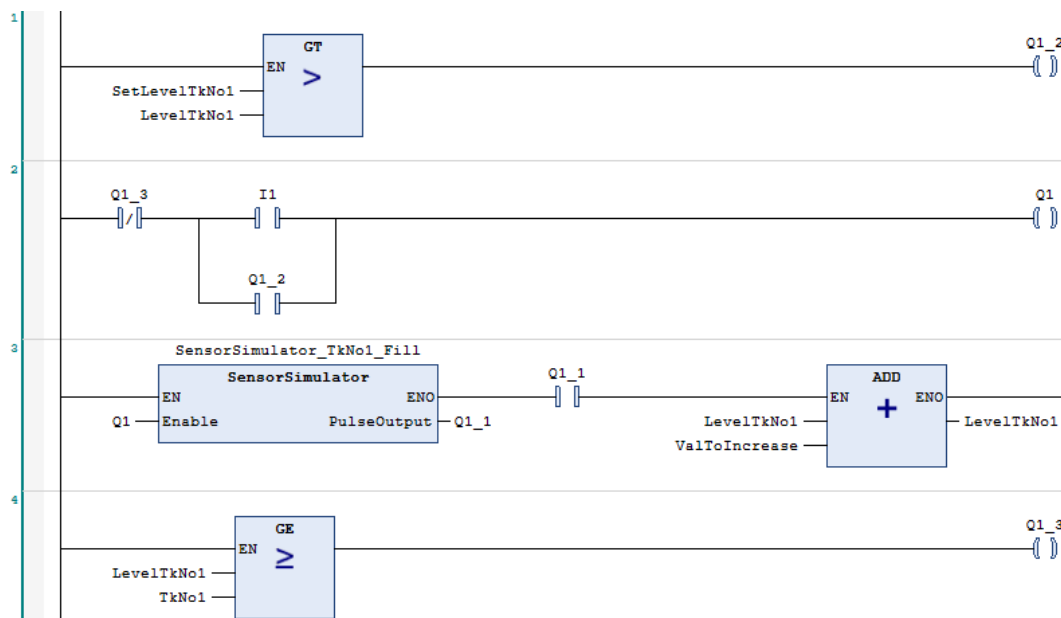 1
GT
Q1_2
EN
>
SetLevelTkNo1
LevelTkNo1
2
Q1_3
I1
Q1
/
Q1_2
3
SensorSimulator_TkNo1_Fill
SensorSimulator
Q1_1
ADD
EN ENO
EN ENO
+
Q1 Enable PulseOutput Q1_1
LevelTkNo1 LevelTkNo1
ValToIncrease
4
GE
Q1_3
EN
≥
LevelTkNo1
TkNo1